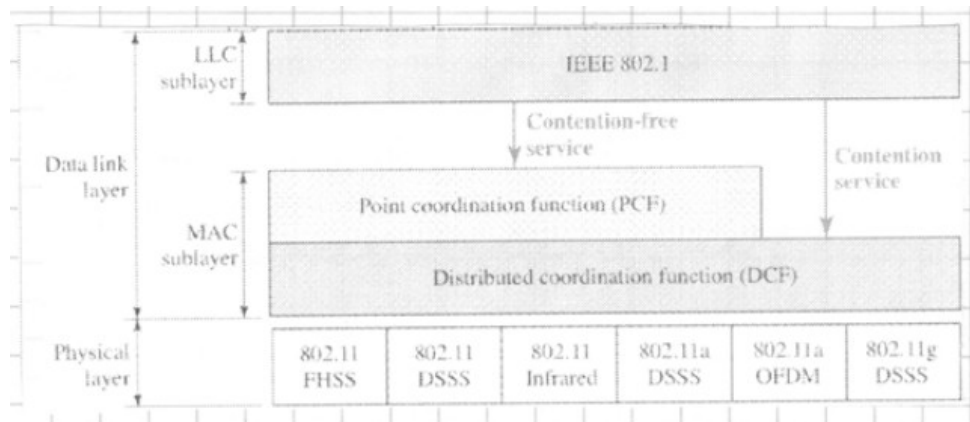 LLC
sublayer
IEEE 802.1
Contention-free
service
Contention
service
Data link
layer
Point coordination function (PCF)
MAC
sublayer
Distributed coordination function (DCF)
Physical
layer
802.11
FHSS
802.11
DSSS
802.11
Infrared
802.11a
DSSS
802.11a
OFDM
802.11g
DSSS